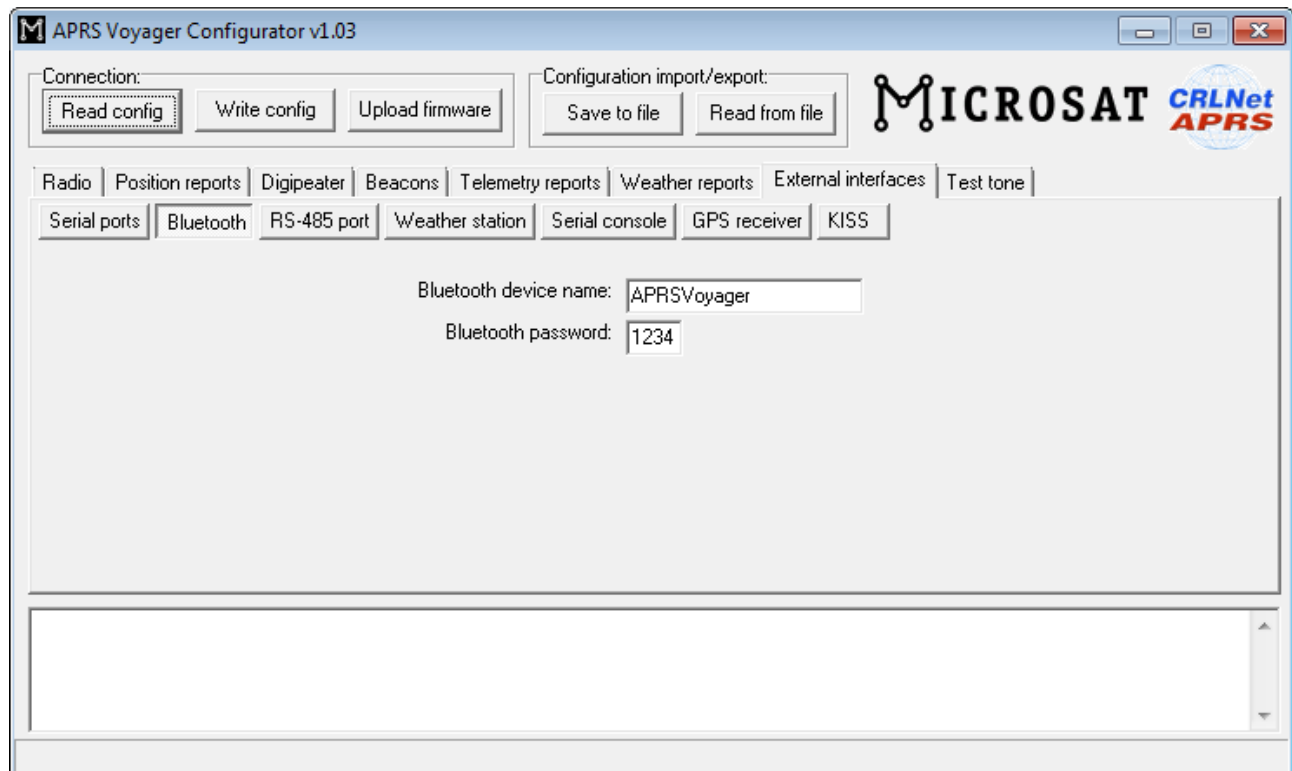 APRS Voyager Configurator v1.03
Connection: Configuration import/export:
Read config Write config Upload firmware Save to file Read from file MICROSAT CRLNet
APRS
Radio Position reports Digipeater Beacons Telemetry reports Weather reports External interfaces Test tone
Serial ports Bluetooth RS-485 port Weather station Serial console GPS receiver KISS
Bluetooth device name: APRSVoyager
Bluetooth password: 1234